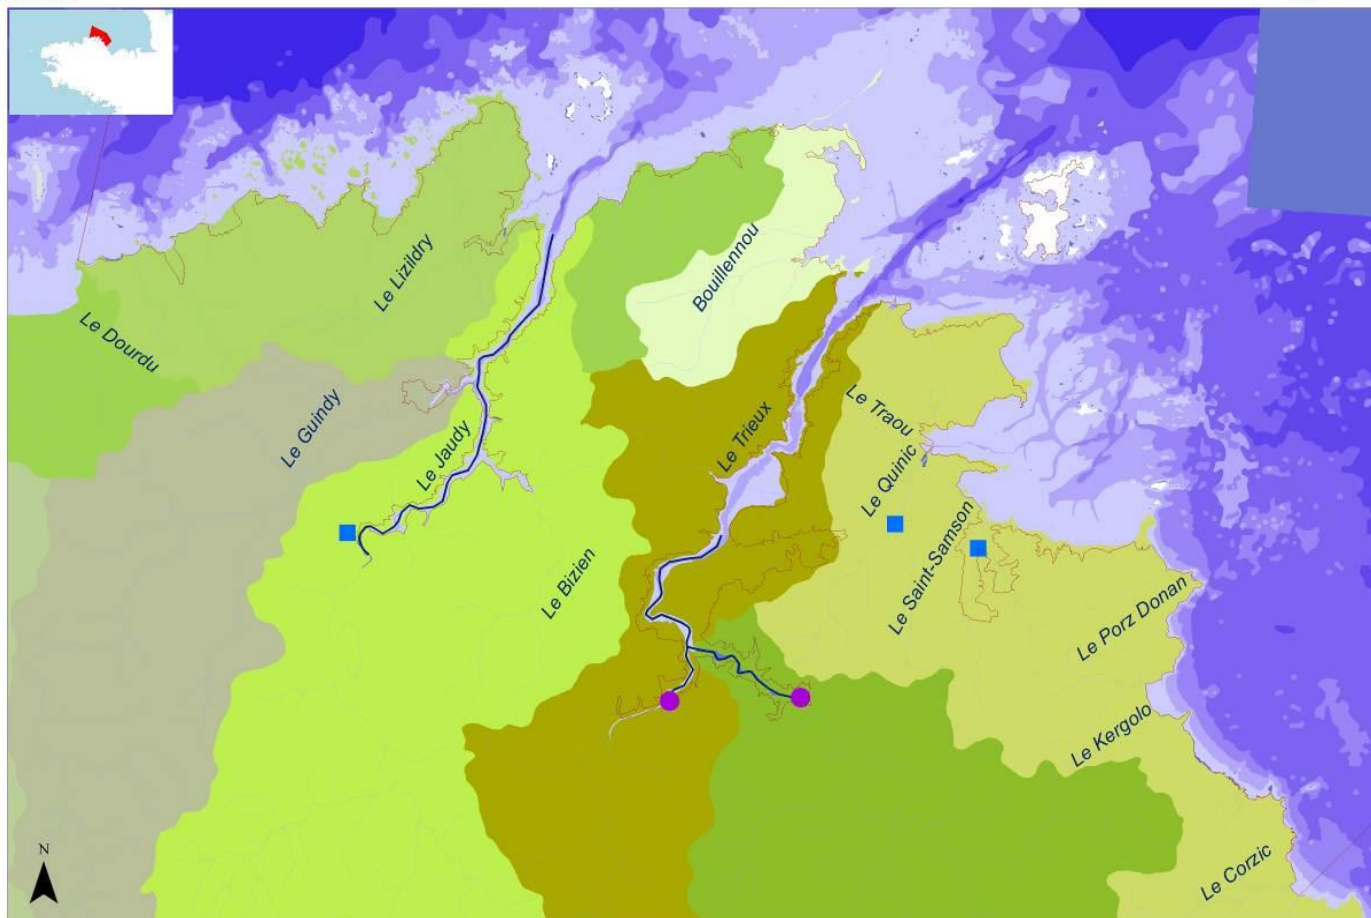 Le Lizildry
Bouillennou
Le Dourdu
Le Guindy
Le Jaudy
Le Trieux
Le Traou
Le Quinic
Le Saint-Samson
Le Bizien
Le Porz Donan
Le Kergolo
Le Corzic
N